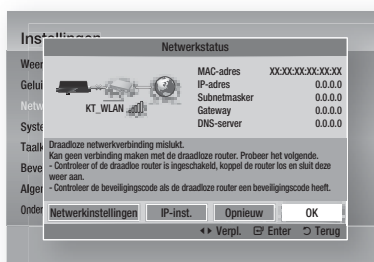 Instellingen
Netwerkstatus
Weer
Gelui
Netw
Syste
Taalk
Beve
Alger
Onder
KT_WLAN
MAC-adres XX:XX:XX:XX:XX:XX
IP-adres 0.0.0.0
Subnetmasker 0.0.0.0
Gateway 0.0.0.0
DNS-server 0.0.0.0
Draadloze netwerkverbinding mislukt.
Kan geen verbinding maken met de draadloze router. Probeer het volgende.
- Controleer of de draadloe router is ingeschakeld, koppel de router los en sluit deze
weer aan.
- Controleer de beveiligingscode als de draadloze router een beveiligingscode heeft.
Netwerkinstellingen IP-inst. Opnieuw OK
Verpl. Enter Terug